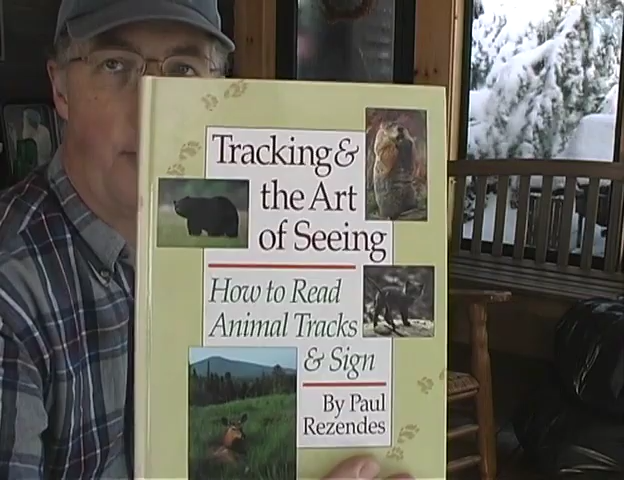 Tracking &
the Art
of Seeing
How to Read
Animal Tracks
& Sign
By Paul
Rezendes